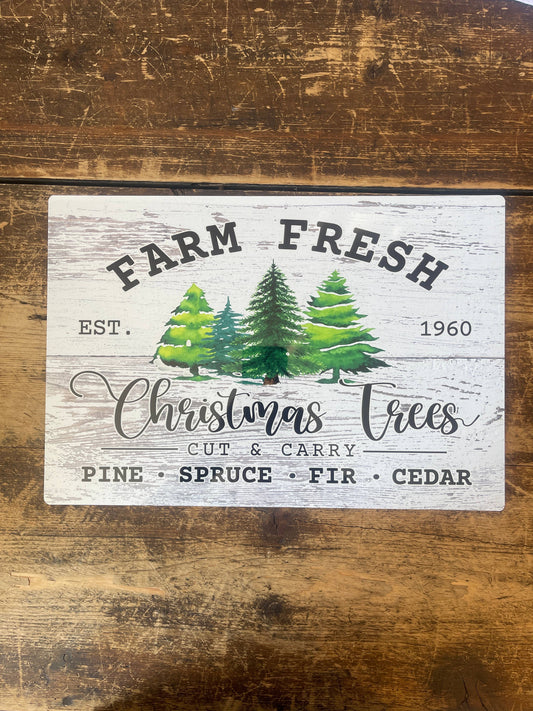 FARM FRESH
EST. 1960
Christmas Trees
CUT & CARRY
PINE · SPRUCE · FIR · CEDAR